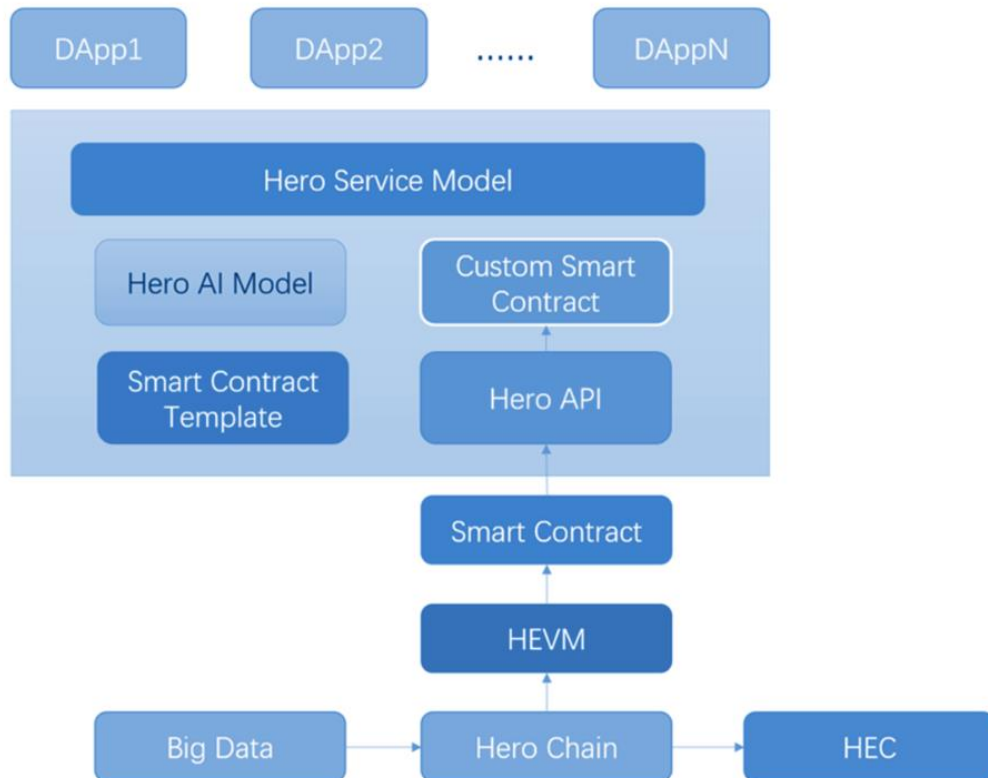 DApp1
DApp2
......
DAppN
Hero Service Model
Hero AI Model
Custom Smart
Contract
Smart Contract
Template
Hero API
Smart Contract
HEVM
Big Data
Hero Chain
HEC